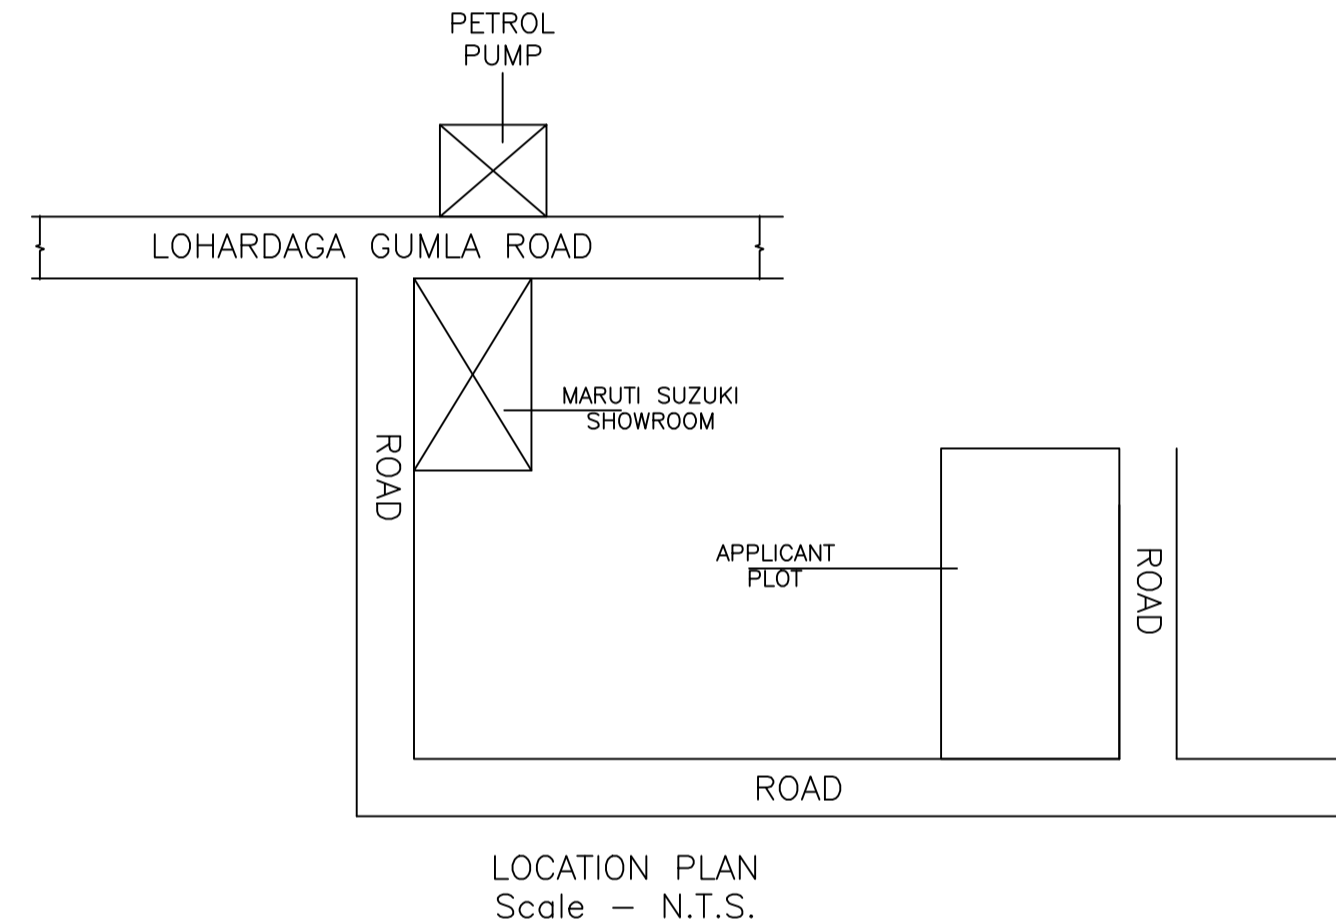 PETROL
PUMP
LOHARDAGA GUMLA ROAD
MARUTI SUZUKI
SHOWROOM
ROAD
APPLICANT
PLOT
ROAD
ROAD
LOCATION PLAN
Scale – N.T.S.